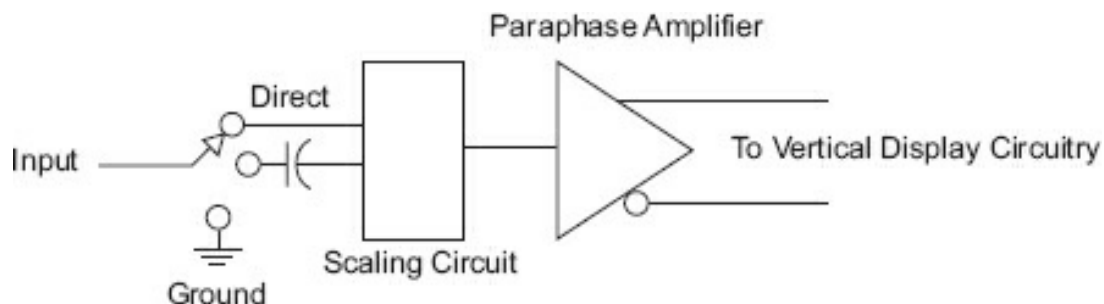 Paraphase Amplifier
Direct
Input
To Vertical Display Circuitry
Scaling Circuit
Ground